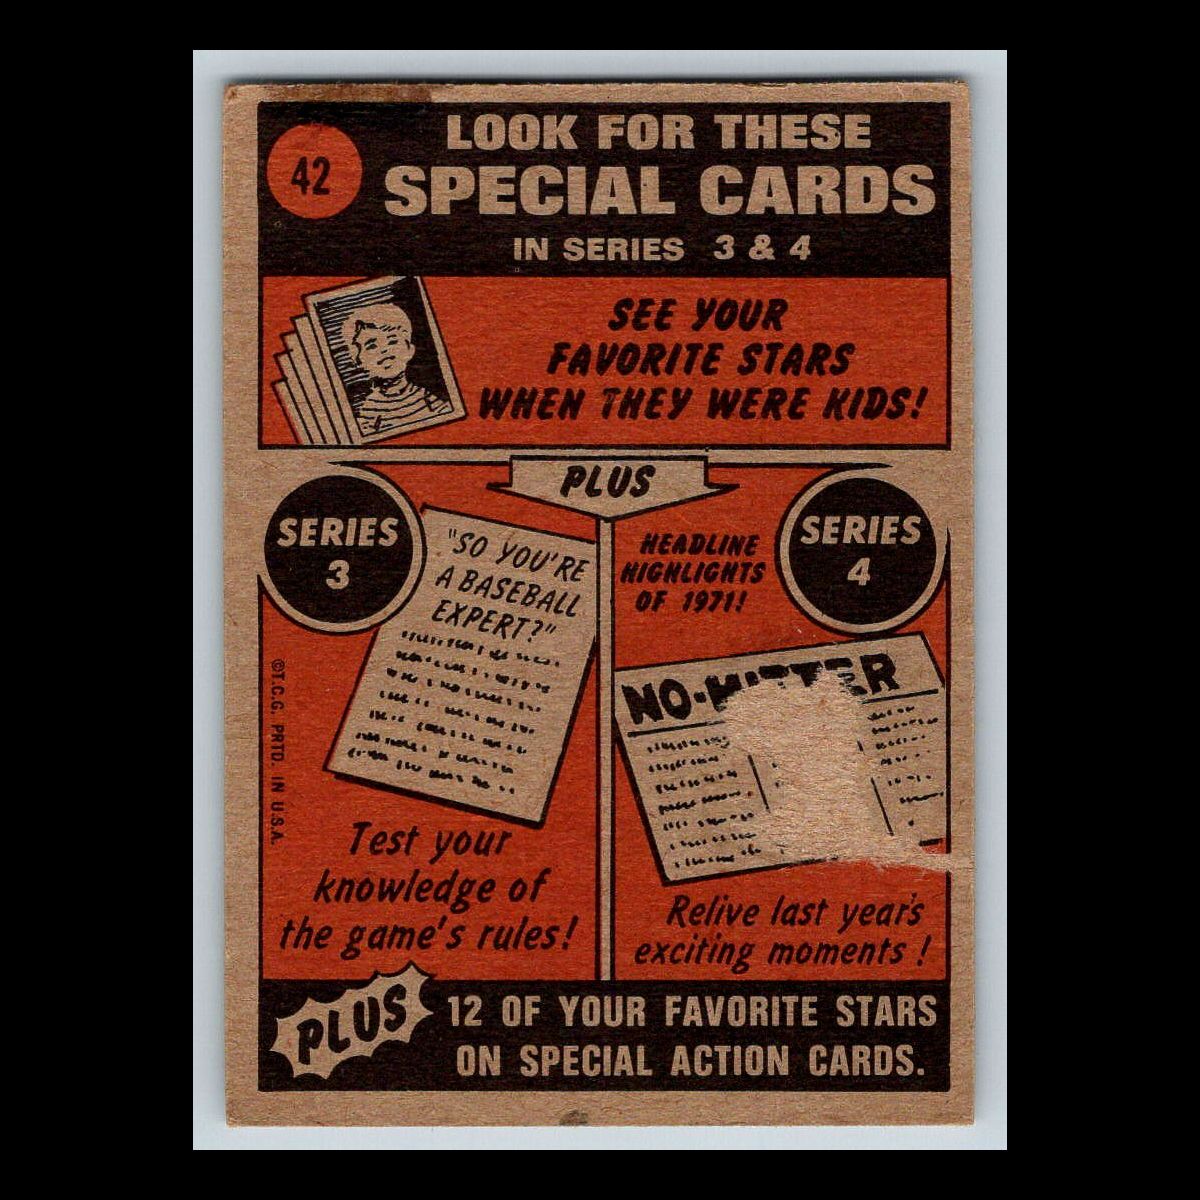 42
LOOK FOR THESE
SPECIAL CARDS
IN SERIES 3 & 4
SEE YOUR
FAVORITE STARS
WHEN THEY WERE KIDS!
PLUS
SERIES
3
"SO YOU'RE
A BASEBALL
EXPERT?"
Test your
knowledge of
the game's rules!
HEADLINE
HIGHLIGHTS
OF 1971!
SERIES
4
NO-HITTER
Relive last year's
exciting moments!
©T.C.G. PRTD. IN U.S.A.
PLUS
12 OF YOUR FAVORITE STARS
ON SPECIAL ACTION CARDS.